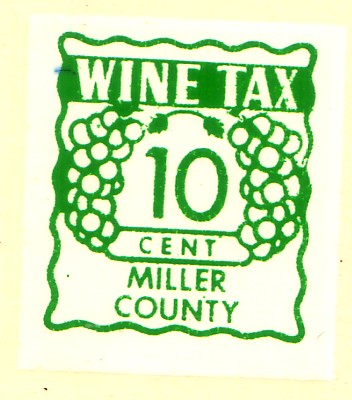 WINE TAX
10
CENT
MILLER
COUNTY